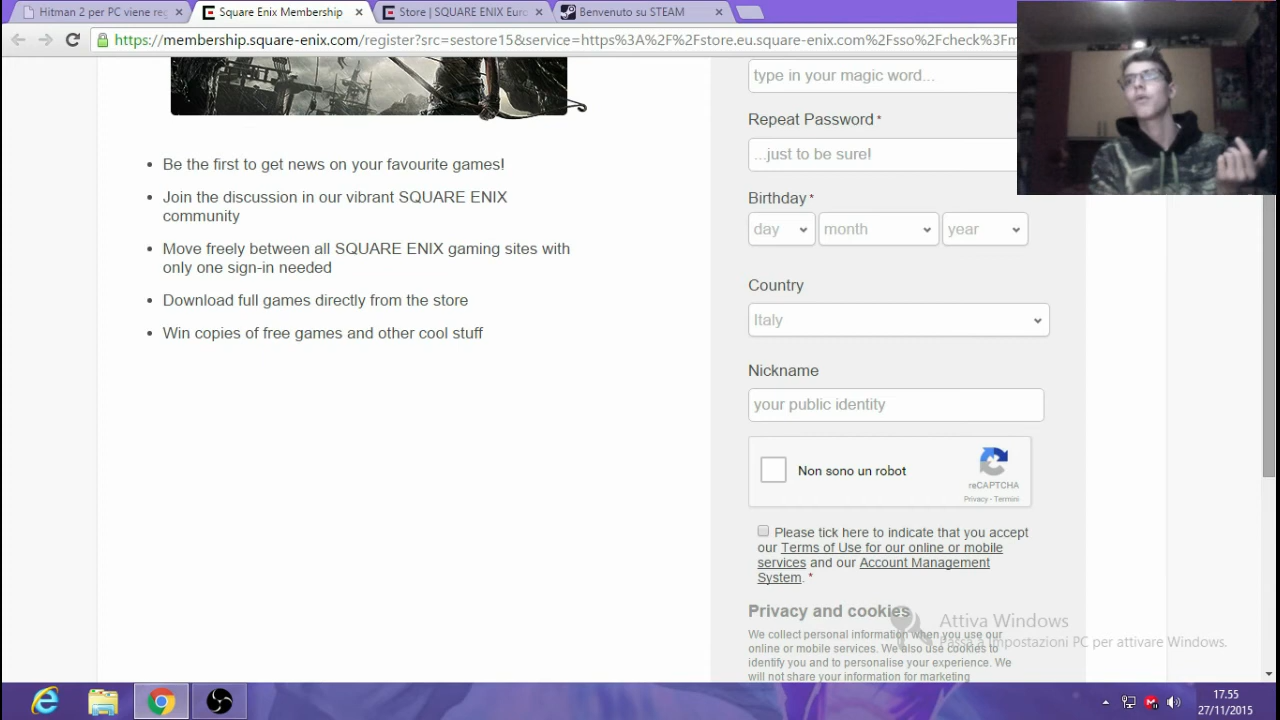 Hitman 2 per PC viene reg
Square Enix Membership
Store | SQUARE ENIX Euro
Benvenuto su STEAM
https://membership.square-enix.com/register?src=sestore15&service=https%3A%2F%2Fstore.eu.square-enix.com%2Fsso%2Fcheck%3Fm
type in your magic word...
Repeat Password *
...just to be sure!
Birthday *
day month year
Country
Italy
Nickname
your public identity
Non sono un robot
reCAPTCHA
Privacy - Termini
Please tick here to indicate that you accept
our Terms of Use for our online or mobile
services and our Account Management
System. *
Privacy and cookies
We collect personal information when you use our
online or mobile services. We also use cookies to
identify you and to personalise your experience. We
will not share your information for marketing
Be the first to get news on your favourite games!
Join the discussion in our vibrant SQUARE ENIX
community
Move freely between all SQUARE ENIX gaming sites with
only one sign-in needed
Download full games directly from the store
Win copies of free games and other cool stuff
Attiva Windows
Passa a Impostazioni PC per attivare Windows.
17.55
27/11/2015